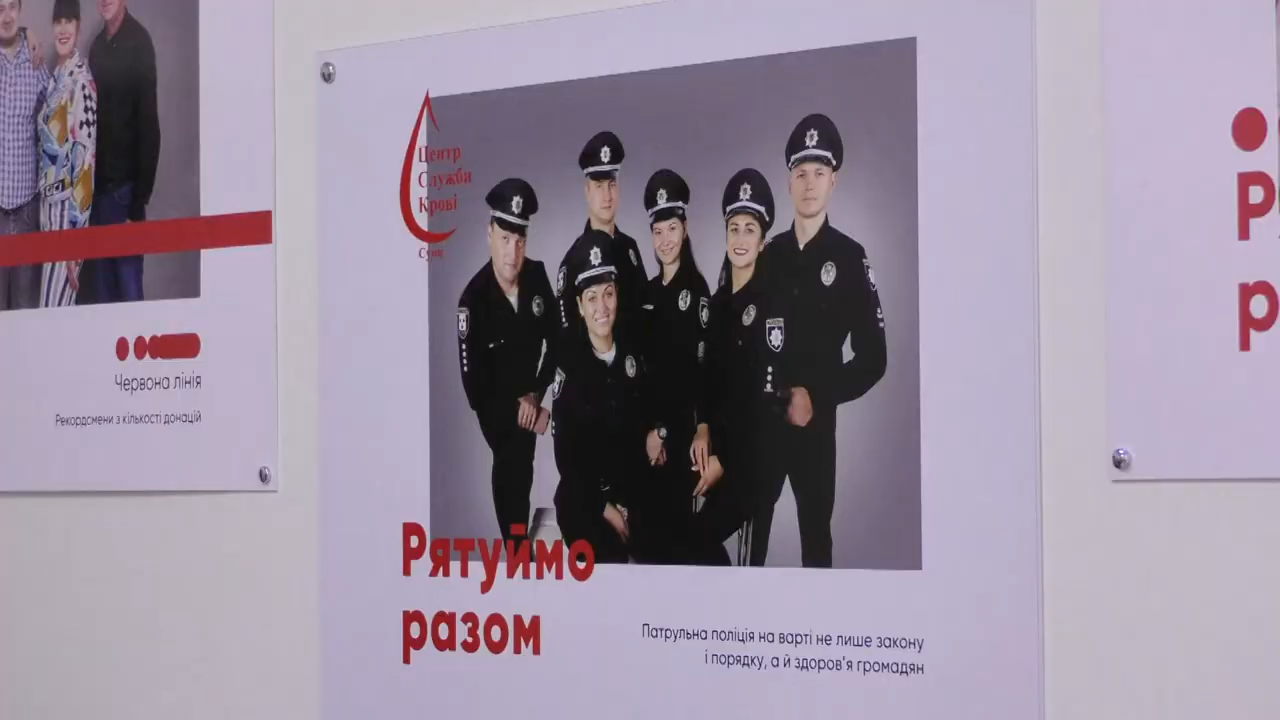 Червона лінія
Рекордсмени з кількості донацій
Центр
Служби
Крові
Суми
Рятуймо
разом
Патрульна поліція на варті не лише закону
і порядку, а й здоров'я громадян